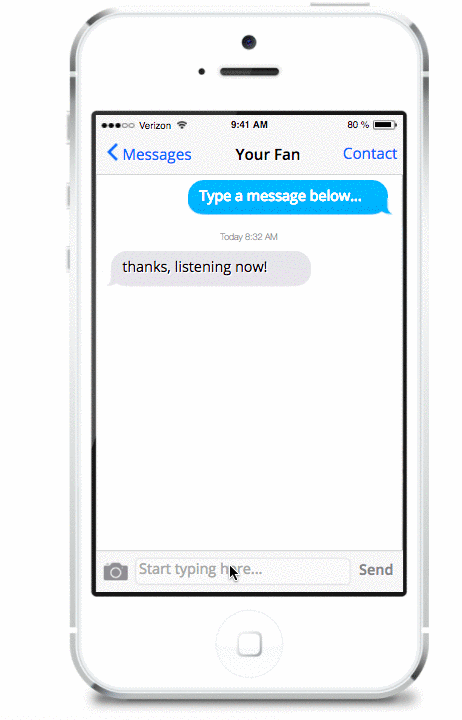 Verizon 9:41 AM 80 %
Messages Your Fan Contact
Type a message below...
Today 8:32 AM
thanks, listening now!
Start typing here... Send